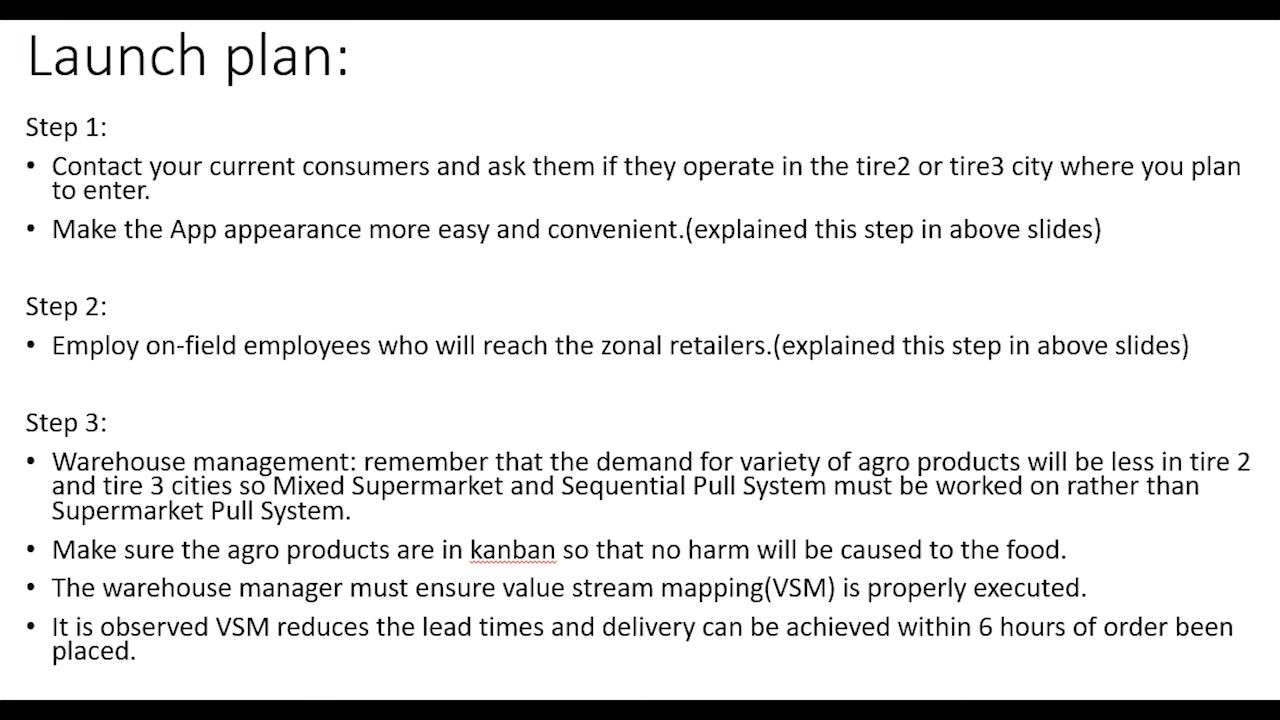 Launch plan:
Step 1:
• Contact your current consumers and ask them if they operate in the tire2 or tire3 city where you plan
to enter.
• Make the App appearance more easy and convenient.(explained this step in above slides)
Step 2:
• Employ on-field employees who will reach the zonal retailers.(explained this step in above slides)
Step 3:
• Warehouse management: remember that the demand for variety of agro products will be less in tire 2
and tire 3 cities so Mixed Supermarket and Sequential Pull System must be worked on rather than
Supermarket Pull System.
• Make sure the agro products are in kanban so that no harm will be caused to the food.
• The warehouse manager must ensure value stream mapping(VSM) is properly executed.
• It is observed VSM reduces the lead times and delivery can be achieved within 6 hours of order been
placed.